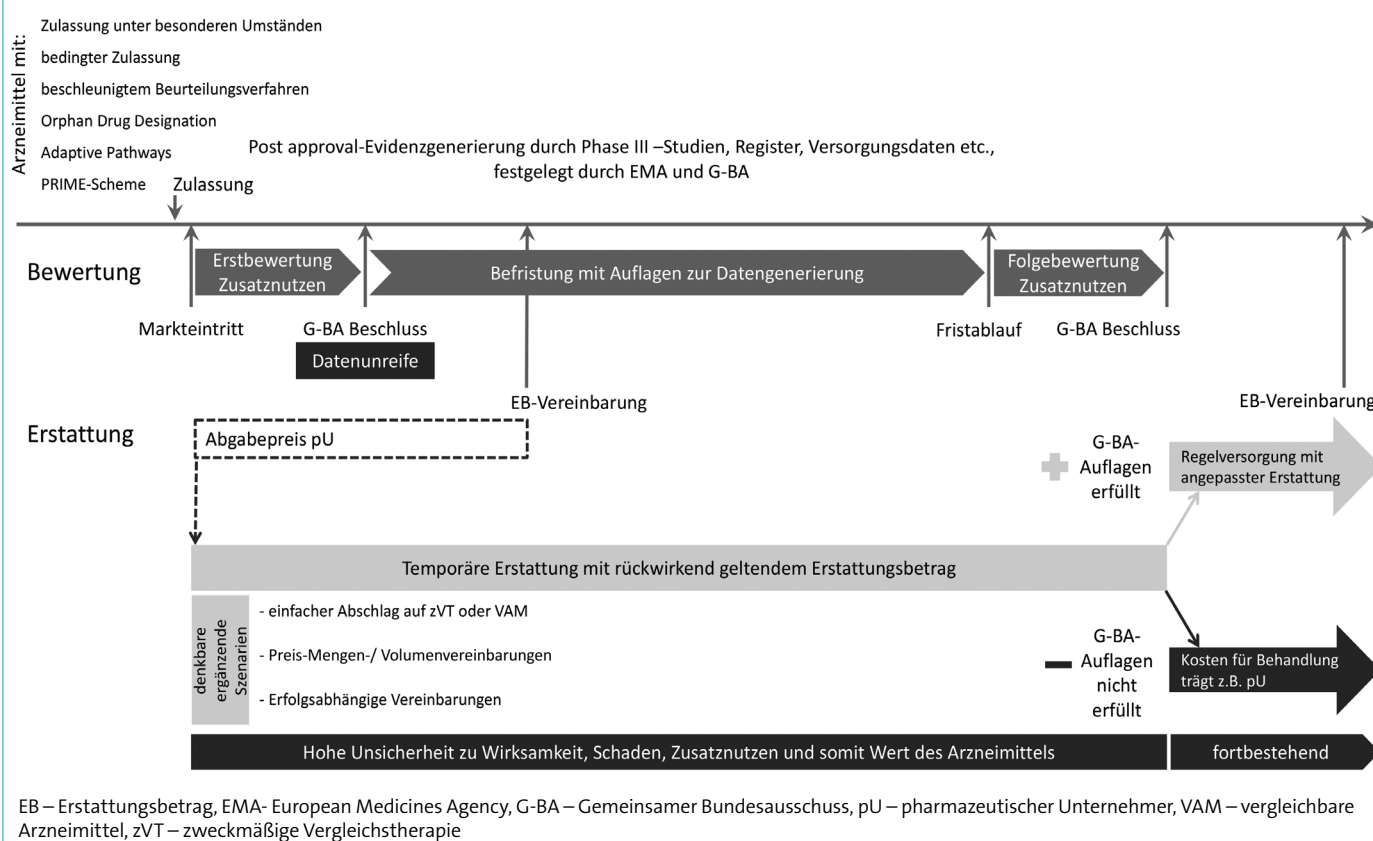 Arzneimittel mit:
Zulassung unter besonderen Umständen
bedingter Zulassung
beschleunigtem Beurteilungsverfahren
Orphan Drug Designation
Adaptive Pathways
PRIME-Scheme
Zulassung
Post approval-Evidenzgenerierung durch Phase III –Studien, Register, Versorgungsdaten etc.,
festgelegt durch EMA und G-BA
Bewertung
Erstbewertung
Zusatznutzen
Befristung mit Auflagen zur Datengenerierung
Folgebewertung
Zusatznutzen
Markteintritt
G-BA Beschluss
Datenunreife
Fristablauf
G-BA Beschluss
EB-Vereinbarung
EB-Vereinbarung
Erstattung
Abgabepreis pU
G-BA-
Auflagen
erfüllt
Regelversorgung mit
angepasster Erstattung
Temporäre Erstattung mit rückwirkend geltendem Erstattungsbetrag
denkbare
ergänzende
Szenarien
- einfacher Abschlag auf zVT oder VAM
- Preis-Mengen-/ Volumenvereinbarungen
- Erfolgsabhängige Vereinbarungen
G-BA-
Auflagen
nicht
erfüllt
Kosten für Behandlung
trägt z.B. pU
Hohe Unsicherheit zu Wirksamkeit, Schaden, Zusatznutzen und somit Wert des Arzneimittels
fortbestehend
EB – Erstattungsbetrag, EMA- European Medicines Agency, G-BA – Gemeinsamer Bundesausschuss, pU – pharmazeutischer Unternehmer, VAM – vergleichbare
Arzneimittel, zVT – zweckmäßige Vergleichstherapie